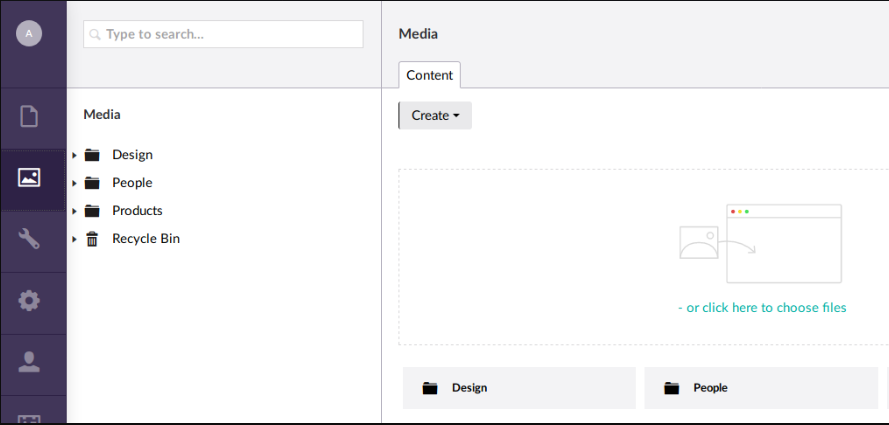 A
Type to search...
Media
Content
Media
Create
Design
People
Products
Recycle Bin
- or click here to choose files
Design
People